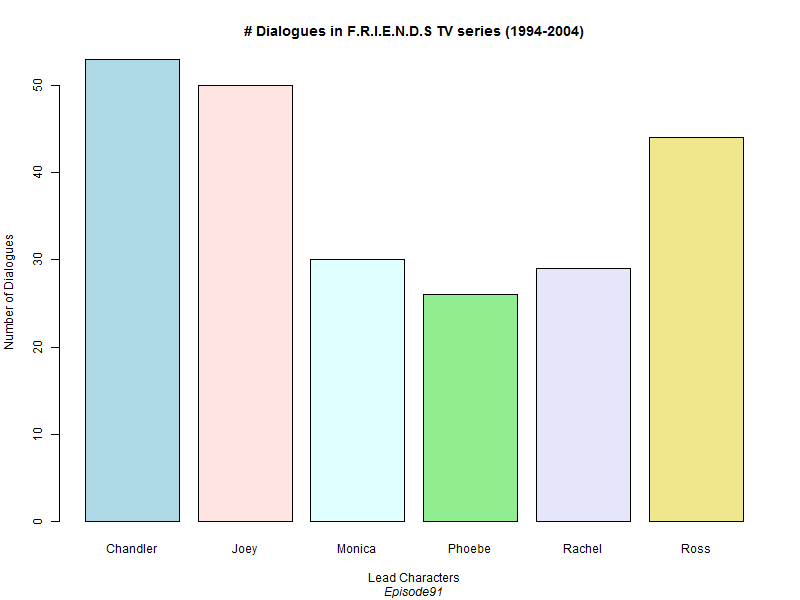 # Dialogues in F.R.I.E.N.D.S TV series (1994-2004)
Number of Dialogues
50
40
30
20
10
0
Chandler Joey Monica Phoebe Rachel Ross
Lead Characters
Episode91